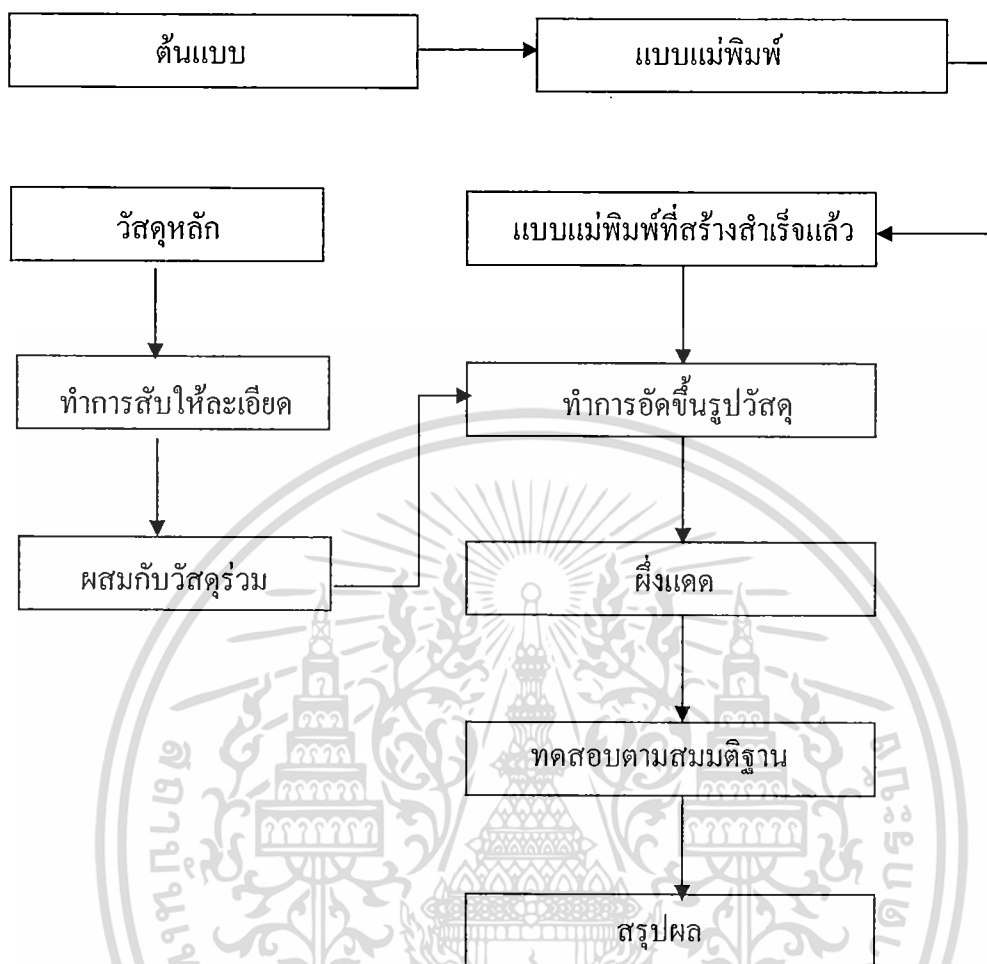 ต้นแบบ
แบบแม่พิมพ์
วัสดุหลัก
แบบแม่พิมพ์ที่สร้างสำเร็จแล้ว
ทำการสับให้ละเอียด
ทำการอัดขึ้นรูปวัสดุ
ผสมกับวัสดุร่วม
ผึ่งแดด
ทดสอบตามสมมติฐาน
สรุปผล